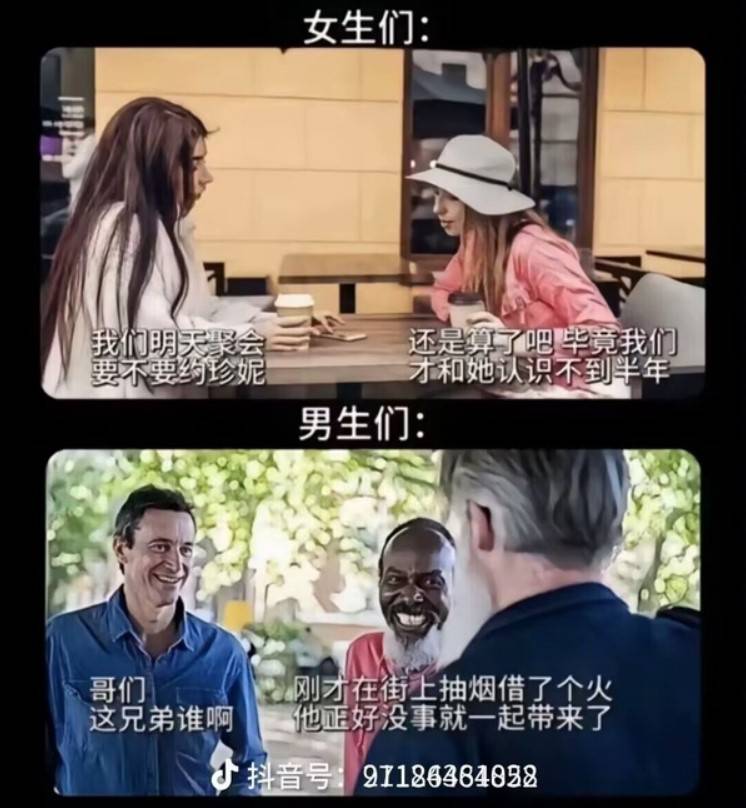 女生们：
我们明天聚会
要不要约珍妮
还是算了吧 毕竟我们
才和她认识不到半年
男生们：
哥们
这兄弟谁啊
刚才在街上抽烟借了个火
他正好没事就一起带来了
抖音号：